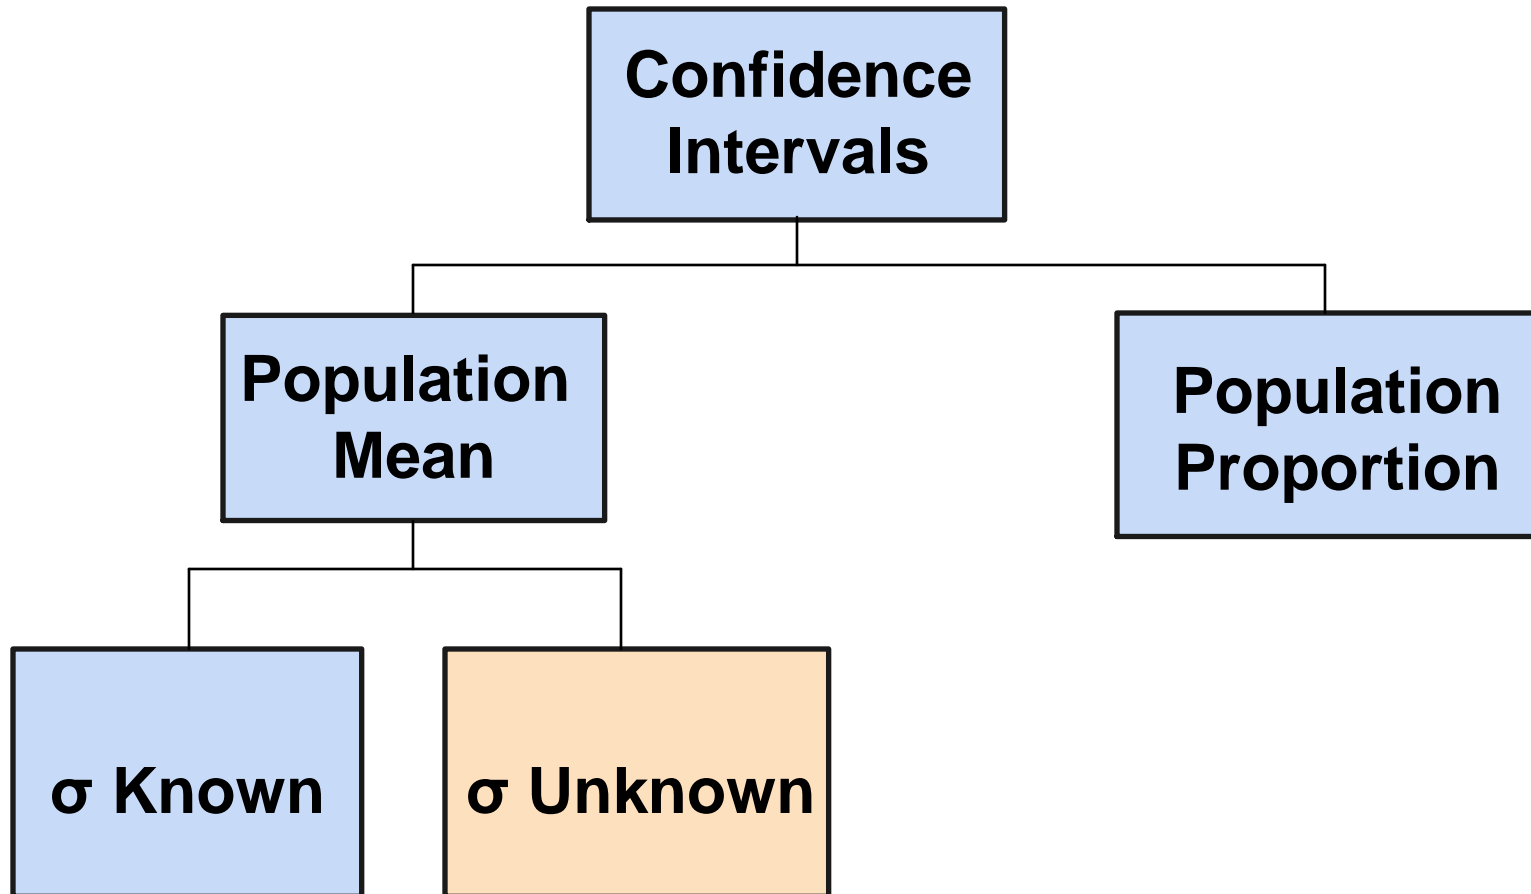 Confidence
Intervals
Population
Mean
Population
Proportion
σ Known
σ Unknown